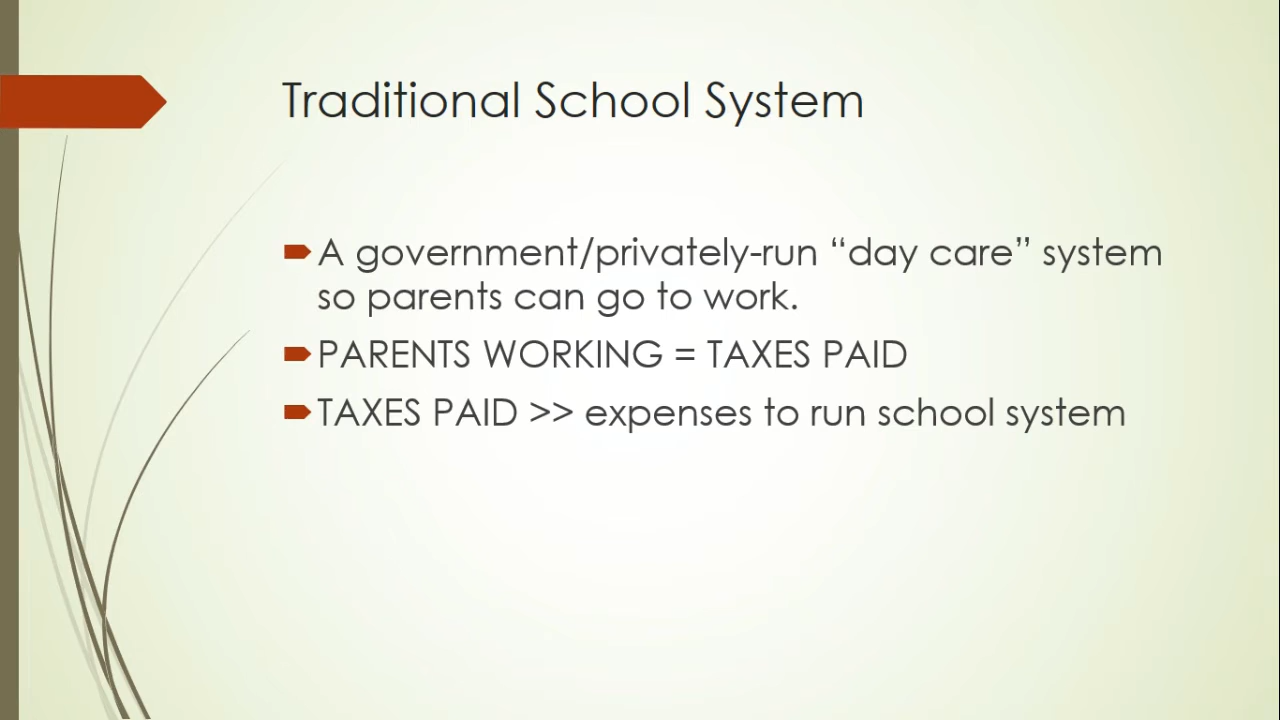 Traditional School System
A government/privately-run “day care” system
so parents can go to work.
PARENTS WORKING = TAXES PAID
TAXES PAID >> expenses to run school system